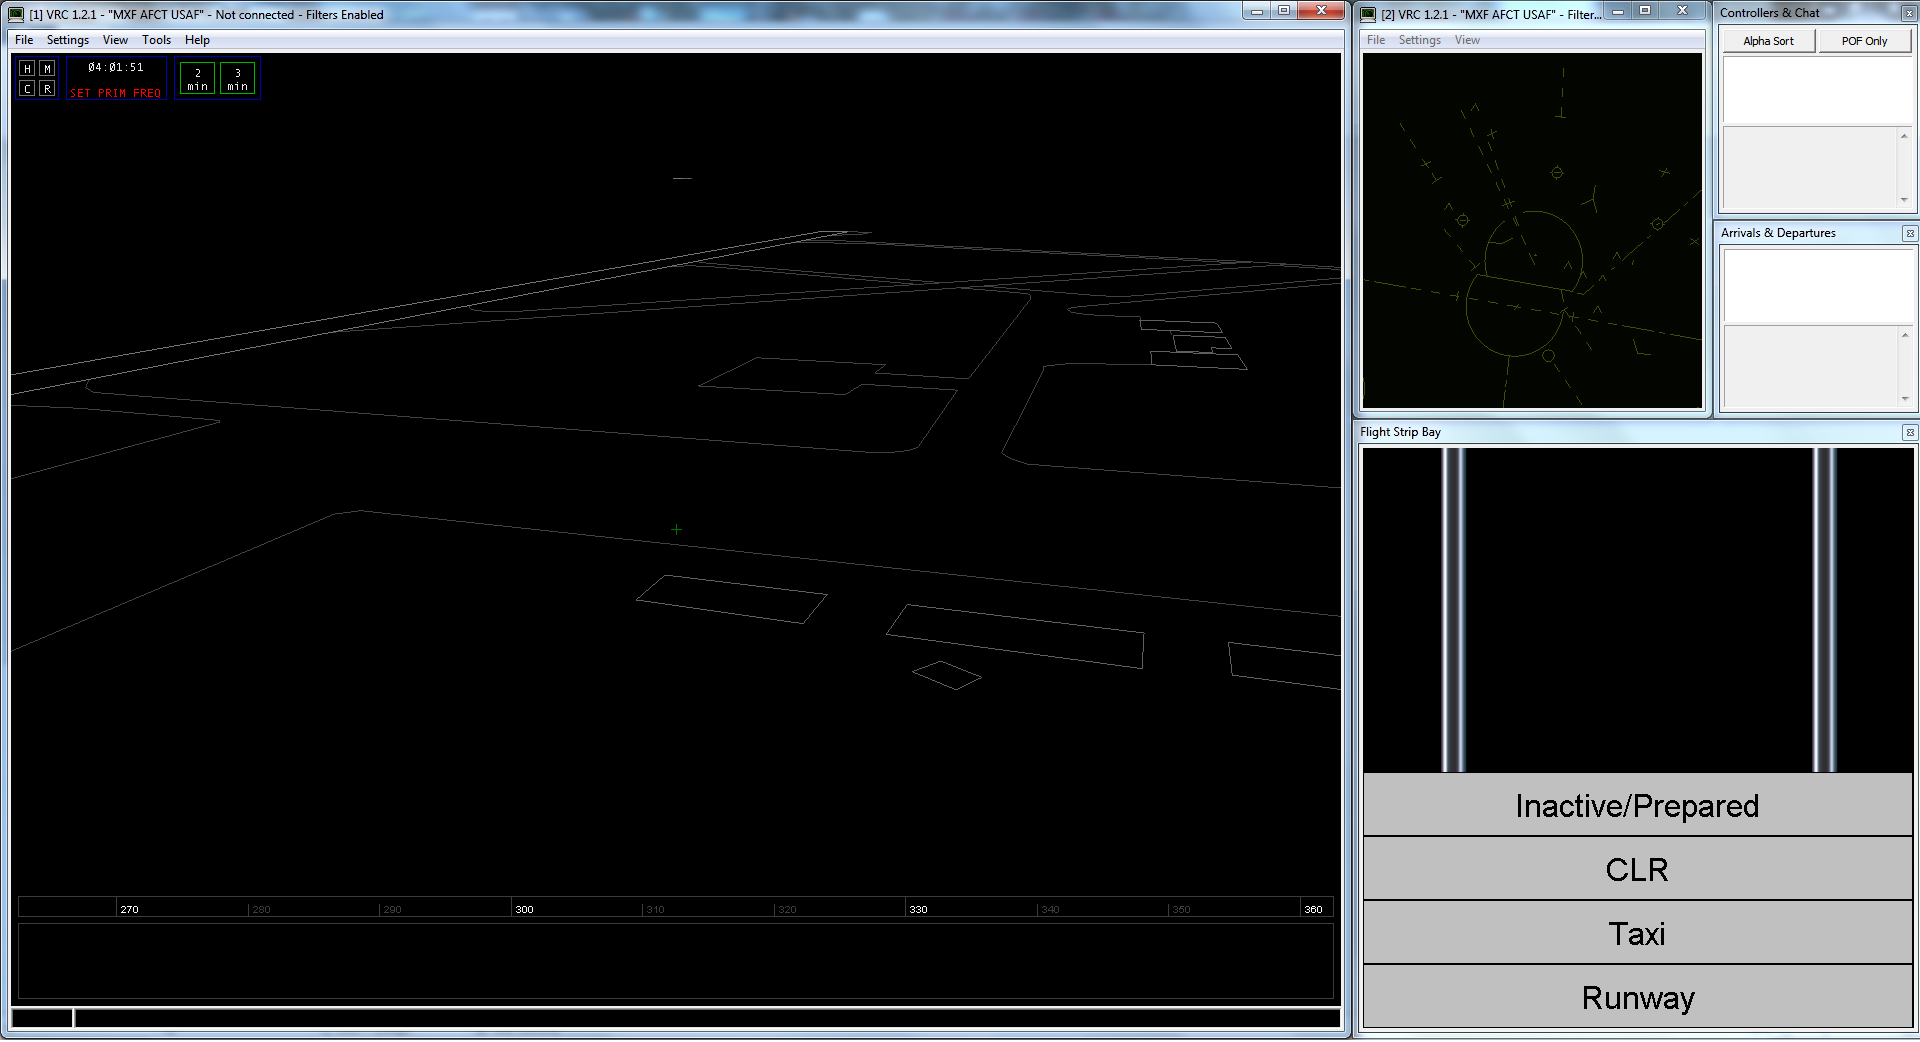 [1] VRC 1.2.1 - "MXF AFCT USAF" - Not connected - Filters Enabled
File Settings View Tools Help
H M
C R
04:01:51
SET PRIM FREQ
2
min
3
min
270 280 290 300 310 320 330 340 350 360
[2] VRC 1.2.1 - "MXF AFCT USAF" - Filter...
File Settings View
Controllers & Chat
Alpha Sort
POF Only
Arrivals & Departures
Flight Strip Bay
Inactive/Prepared
CLR
Taxi
Runway